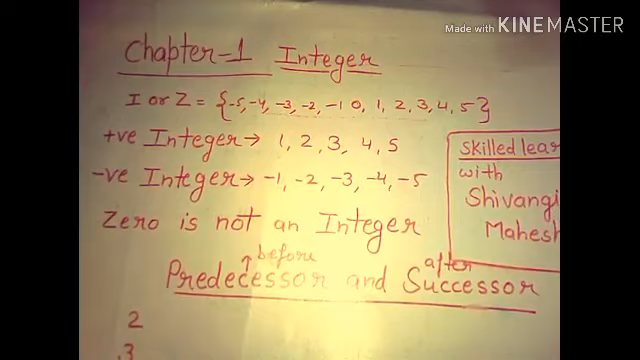 Made with KINEMASTER
Chapter-1 Integer
I or Z = {-5, -4, -3, -2, -1 0, 1, 2, 3, 4, 5}
+ve Integer→ 1, 2, 3, 4, 5
-ve Integer→ -1, -2, -3, -4, -5
Zero is not an Integer
Skilled lear
with
Shivangi
Mahesh
↑before after
Predecessor and Successor
2
3